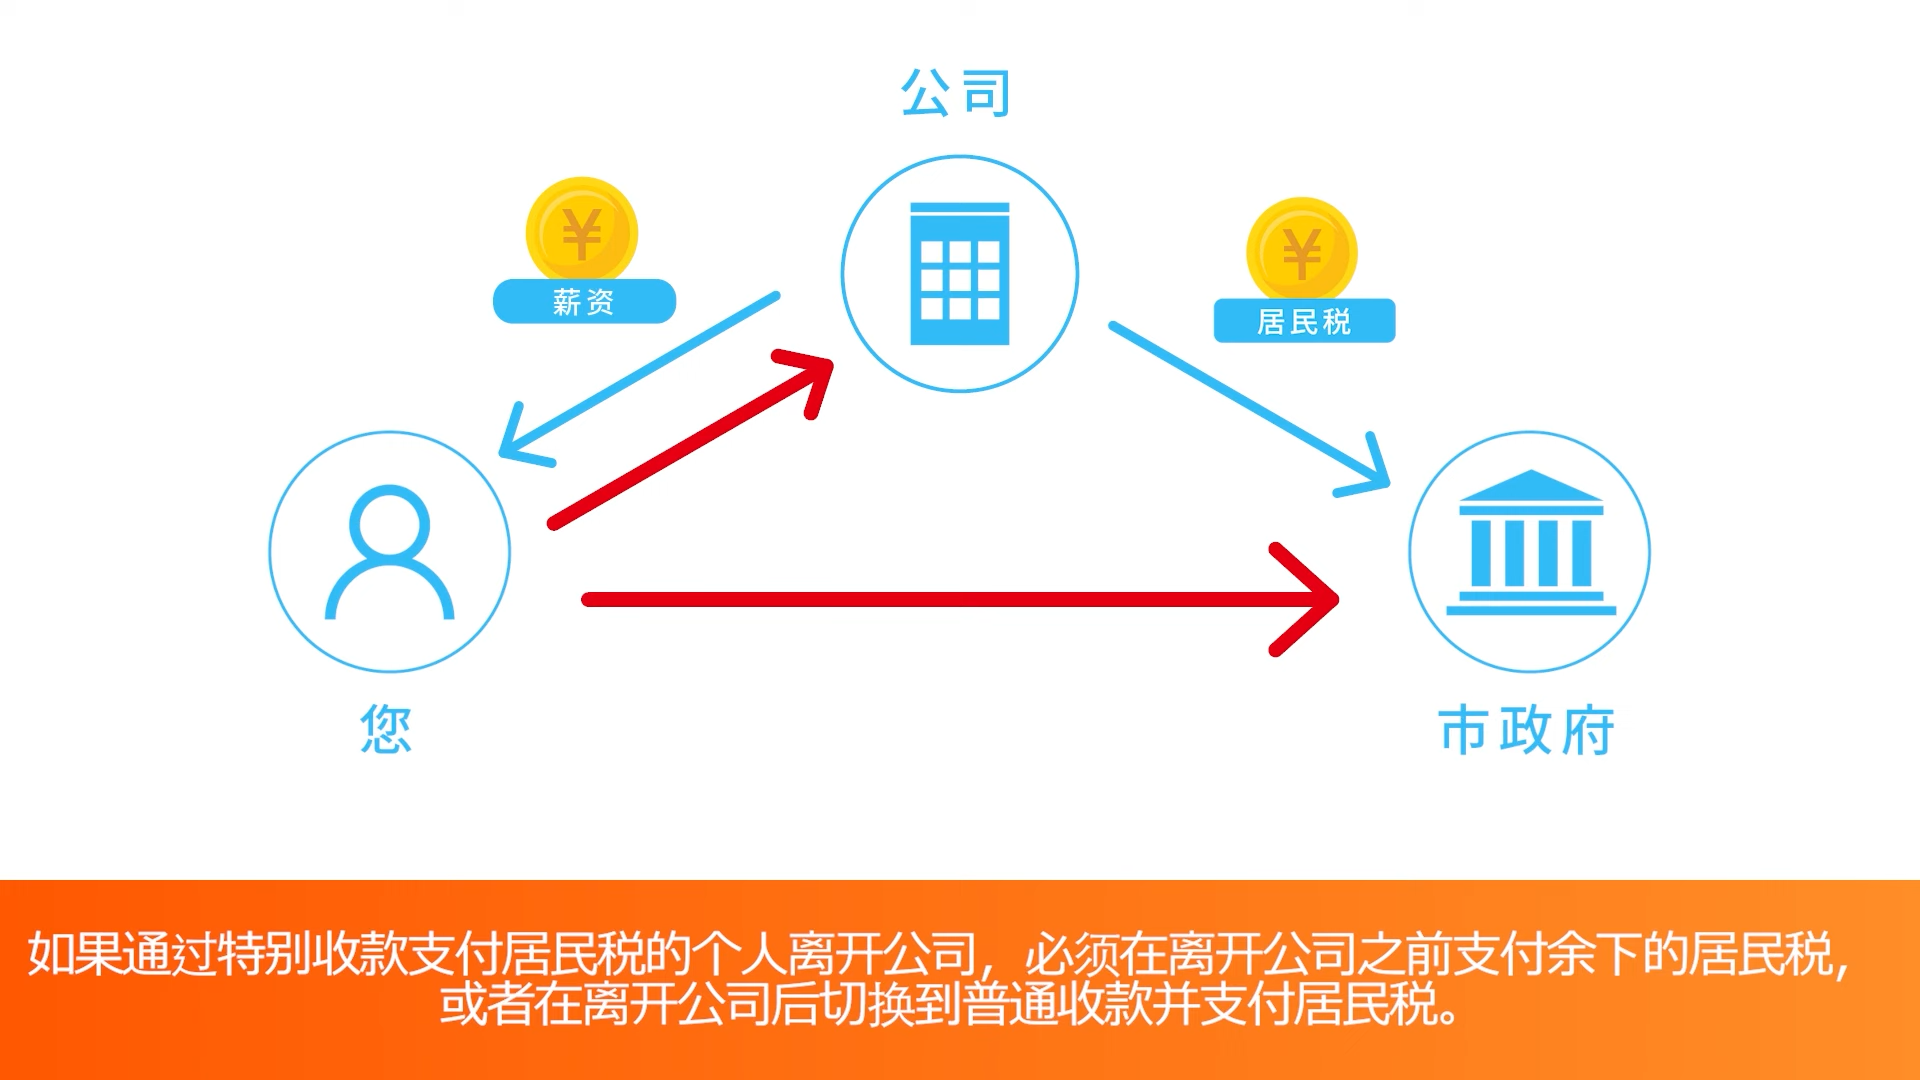 公司
¥
薪资
¥
居民税
您
市政府
如果通过特别收款支付居民税的个人离开公司，必须在离开公司之前支付余下的居民税，
或者在离开公司后切换到普通收款并支付居民税。